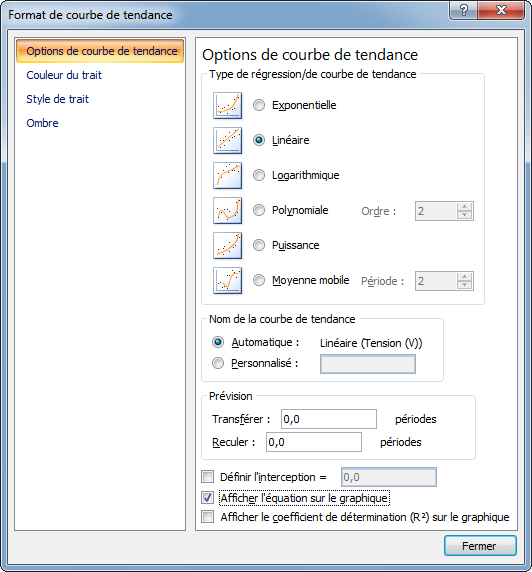 Format de courbe de tendance
Options de courbe de tendance
Couleur du trait
Style de trait
Ombre
Options de courbe de tendance
Type de régression/de courbe de tendance
Exponentielle
Linéaire
Logarithmique
Polynomiale Ordre : 2
Puissance
Moyenne mobile Période : 2
Nom de la courbe de tendance
Automatique : Linéaire (Tension (V))
Personnalisé :
Prévision
Transférer : 0,0 périodes
Reculer : 0,0 périodes
Définir l'interception = 0,0
Afficher l'équation sur le graphique
Afficher le coefficient de détermination (R²) sur le graphique
Fermer